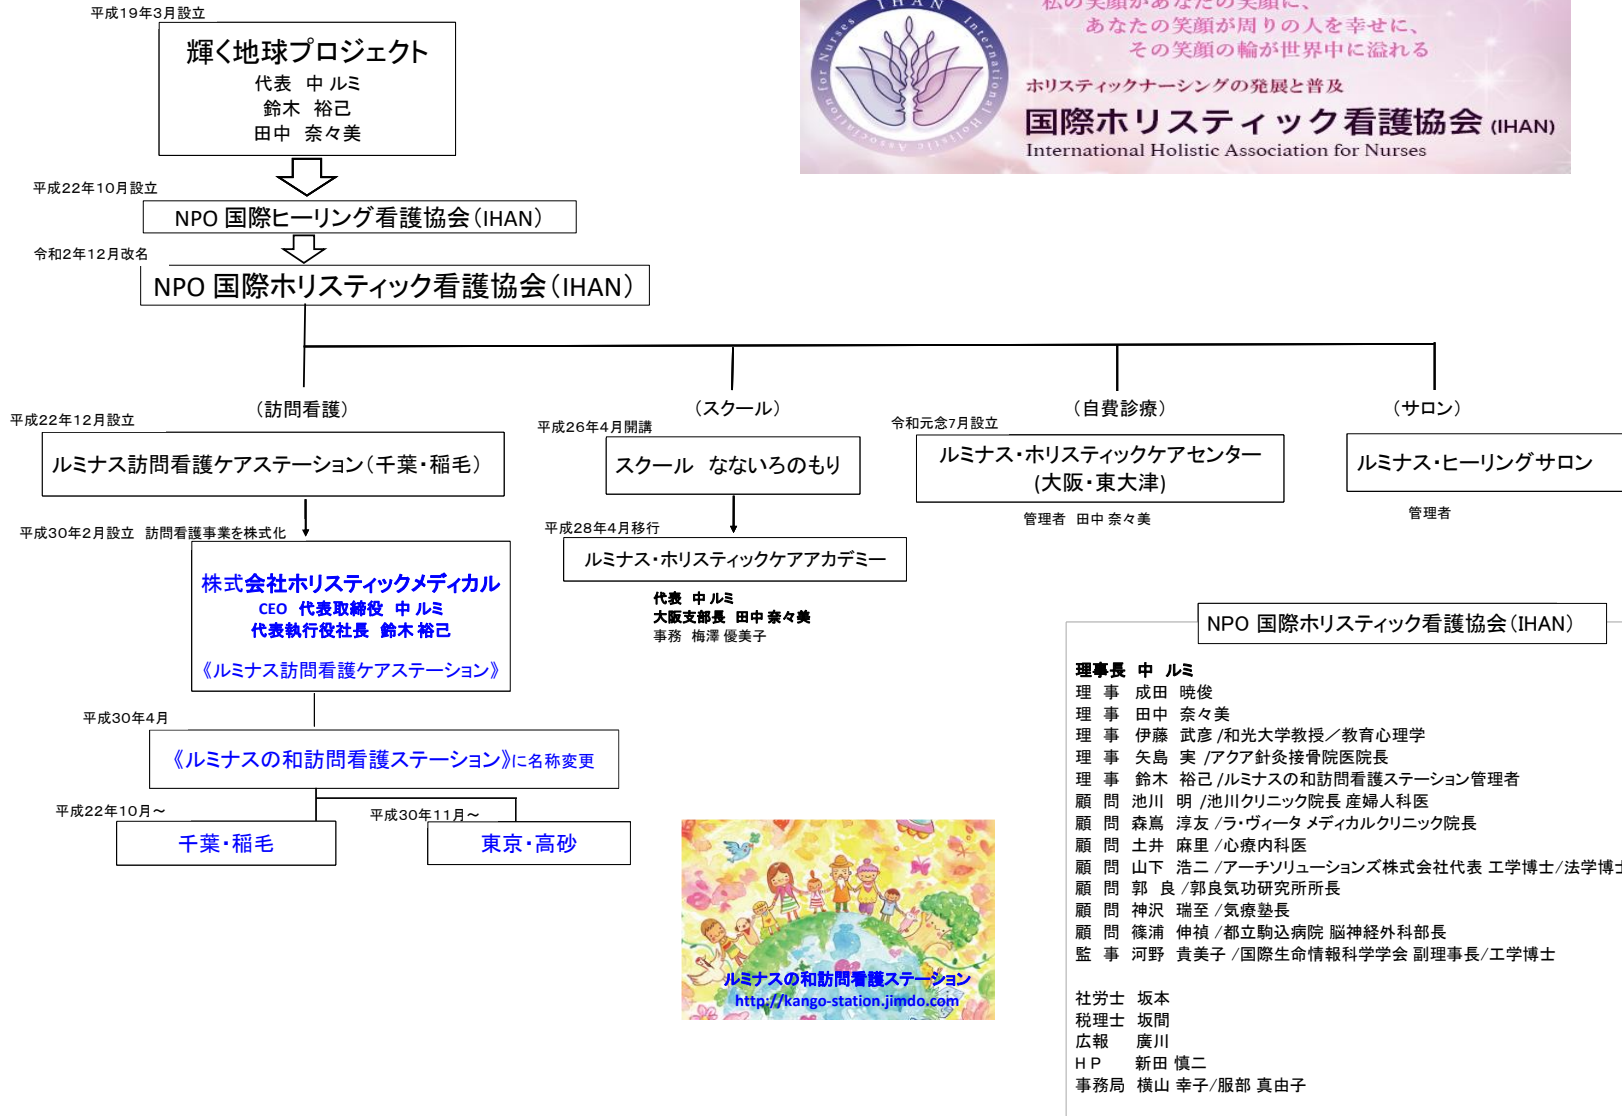 平成19年3月設立
輝く地球プロジェクト
代表 中 ルミ
鈴木 裕己
田中 奈々美
IHAN International Holistic Association for Nurses
私の笑顔があなたの笑顔に、
あなたの笑顔が周りの人を幸せに、
その笑顔の輪が世界中に溢れる
ホリスティックナーシングの発展と普及
国際ホリスティック看護協会 (IHAN)
International Holistic Association for Nurses
平成22年10月設立
NPO 国際ヒーリング看護協会(IHAN)
令和2年12月改名
NPO 国際ホリスティック看護協会(IHAN)
(訪問看護)
平成22年12月設立
ルミナス訪問看護ケアステーション(千葉・稲毛)
平成30年2月設立 訪問看護事業を株式化
株式会社ホリスティックメディカル
CEO 代表取締役 中 ルミ
代表執行役社長 鈴木 裕己
《ルミナス訪問看護ケアステーション》
平成30年4月
《ルミナスの和訪問看護ステーション》に名称変更
平成22年10月～
千葉・稲毛
平成30年11月～
東京・高砂
(スクール)
平成26年4月開講
スクール なないろのもり
平成28年4月移行
ルミナス・ホリスティックケアアカデミー
代表 中 ルミ
大阪支部長 田中 奈々美
事務 梅澤 優美子
(自費診療)
令和元念7月設立
ルミナス・ホリスティックケアセンター
(大阪・東大津)
管理者 田中 奈々美
(サロン)
ルミナス・ヒーリングサロン
管理者
ルミナスの和訪問看護ステーション
http://kango-station.jimdo.com
NPO 国際ホリスティック看護協会(IHAN)
理事長 中 ルミ
理 事 成田 暁俊
理 事 田中 奈々美
理 事 伊藤 武彦 /和光大学教授／教育心理学
理 事 矢島 実 /アクア針灸接骨院医院長
理 事 鈴木 裕己 /ルミナスの和訪問看護ステーション管理者
顧 問 池川 明 /池川クリニック院長 産婦人科医
顧 問 森嶌 淳友 /ラ・ヴィータ メディカルクリニック院長
顧 問 土井 麻里 /心療内科医
顧 問 山下 浩二 /アーチソリューションズ株式会社代表 工学博士/法学博士
顧 問 郭 良 /郭良気功研究所所長
顧 問 神沢 瑞至 /気療塾長
顧 問 篠浦 伸禎 /都立駒込病院 脳神経外科部長
監 事 河野 貴美子 /国際生命情報科学学会 副理事長/工学博士
社労士 坂本
税理士 坂間
広報 廣川
ＨＰ 新田 慎二
事務局 横山 幸子/服部 真由子